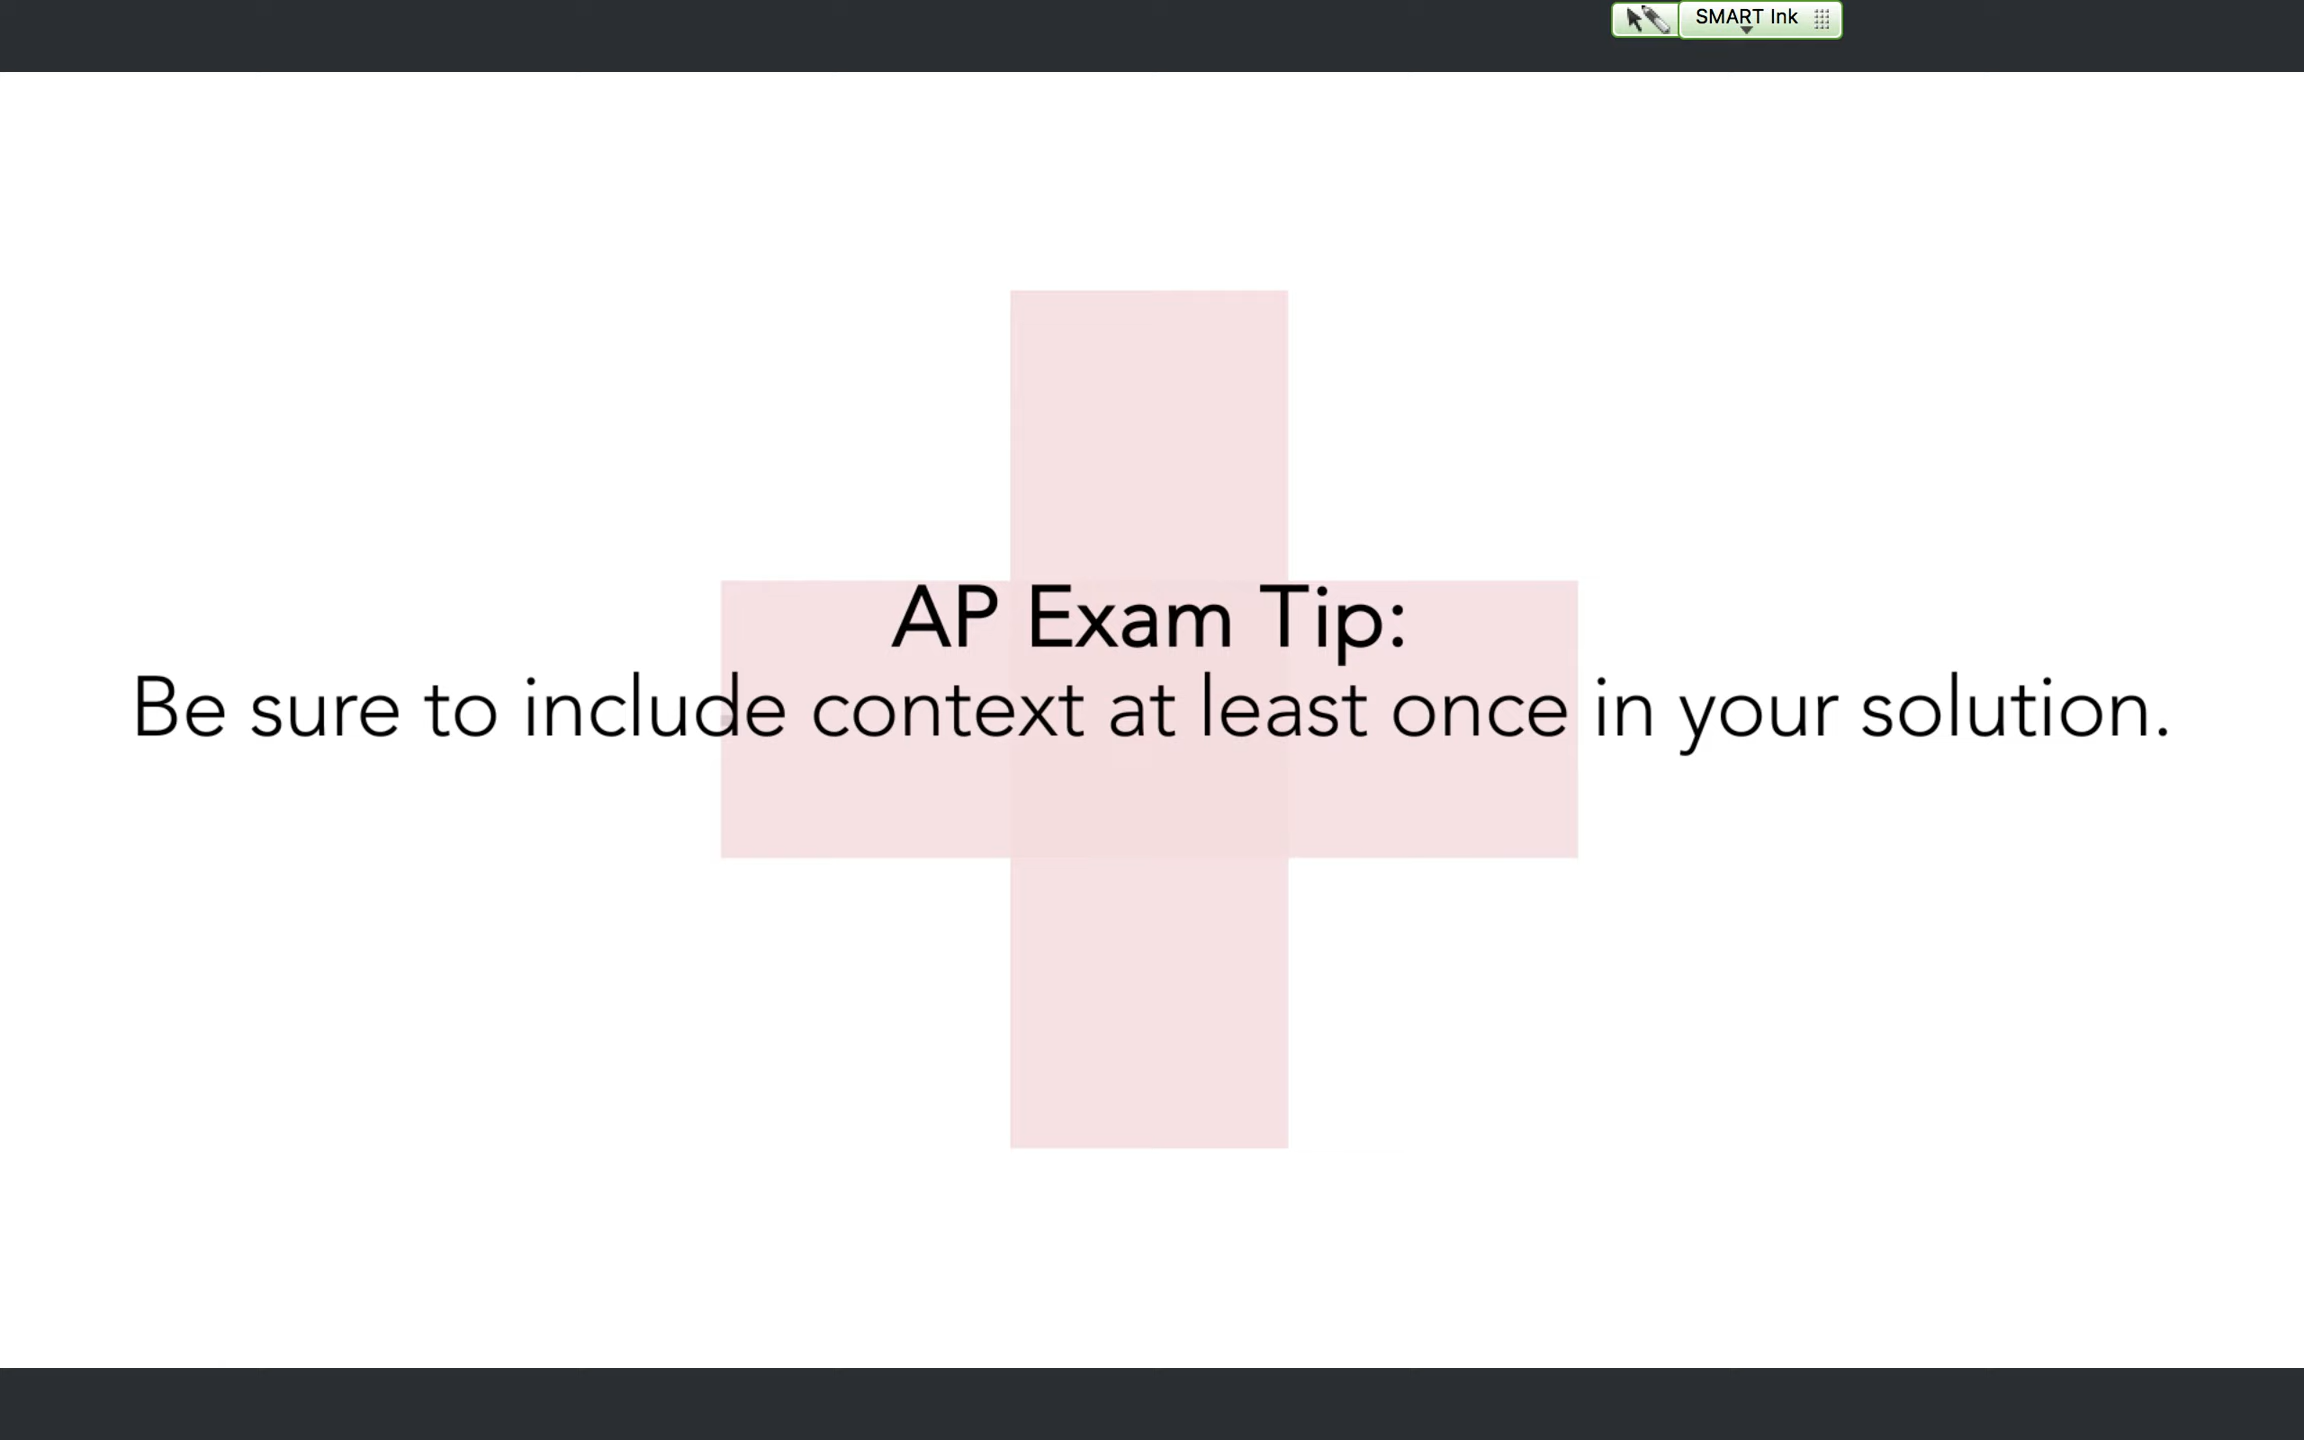 SMART Ink
AP Exam Tip:
Be sure to include context at least once in your solution.